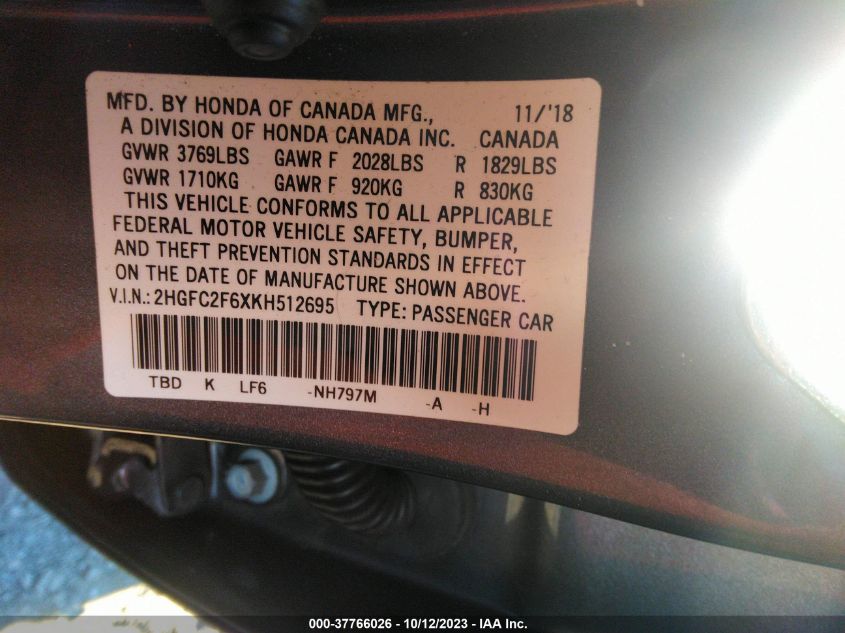 MFD. BY HONDA OF CANADA MFG., 11/'18
A DIVISION OF HONDA CANADA INC. CANADA
GVWR 3769LBS GAWR F 2028LBS R 1829LBS
GVWR 1710KG GAWR F 920KG R 830KG
THIS VEHICLE CONFORMS TO ALL APPLICABLE
FEDERAL MOTOR VEHICLE SAFETY, BUMPER,
AND THEFT PREVENTION STANDARDS IN EFFECT
ON THE DATE OF MANUFACTURE SHOWN ABOVE.
V.I.N.: 2HGFC2F6XKH512695 TYPE: PASSENGER CAR
TBD K LF6 -NH797M -A -H
000-37766026 - 10/12/2023 - IAA Inc.